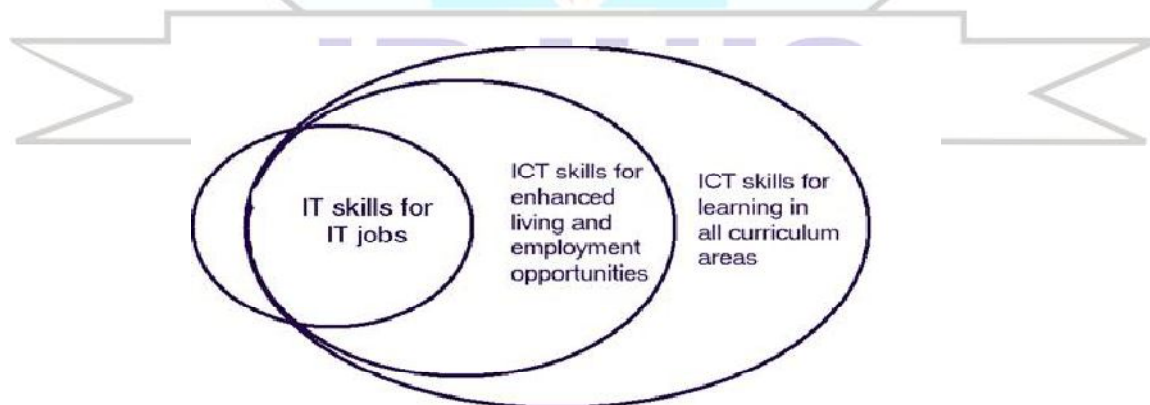 IT skills for
IT jobs
ICT skills for
enhanced
living and
employment
opportunities
ICT skills for
learning in
all curriculum
areas